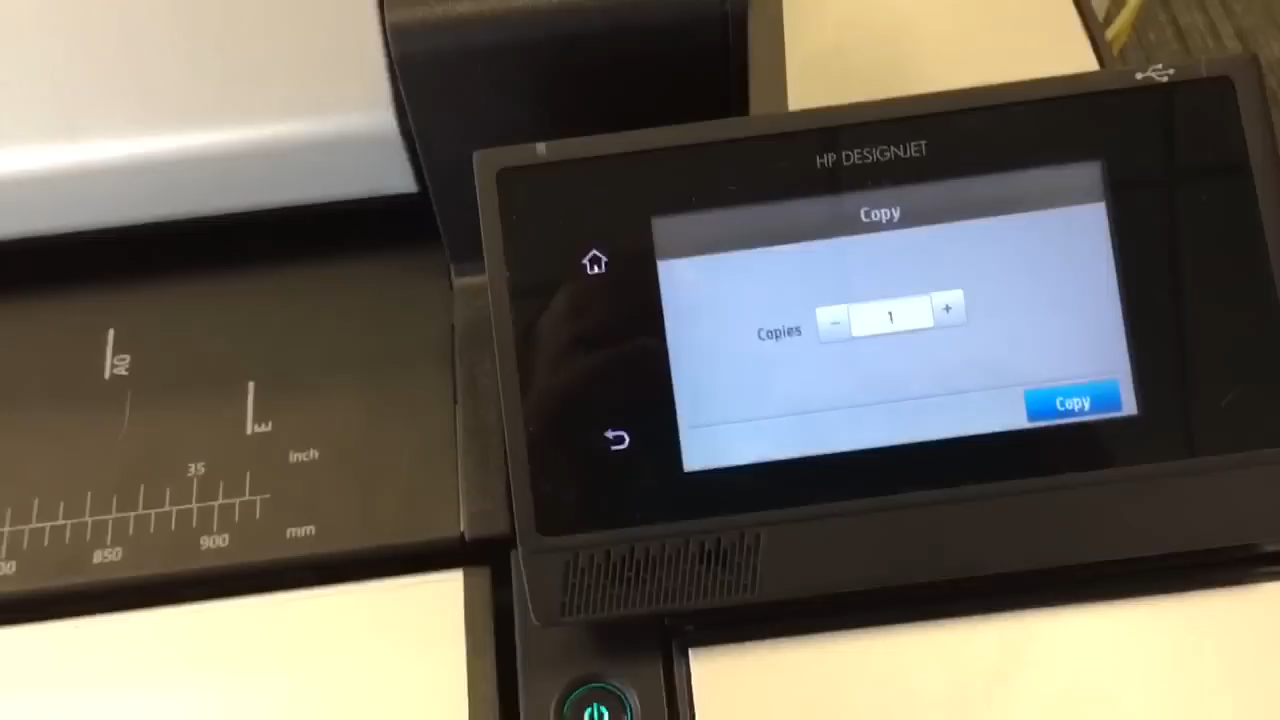 HP DESIGNJET
Copy
Copies
− 1 +
Copy
A0
E
35
Inch
850
900
mm